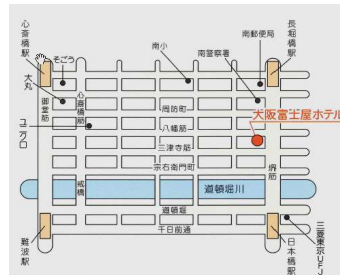 心斎橋駅
そごう
南小
南警察署
南郵便局
長堀橋駅
大丸
御堂筋
心斎橋筋
周防町
八幡筋
三津寺筋
宗右衛門町
大阪富士屋ホテル
堺筋
戎橋
道頓堀川
道頓堀
千日前通
難波駅
日本橋駅
三菱東京UFJ